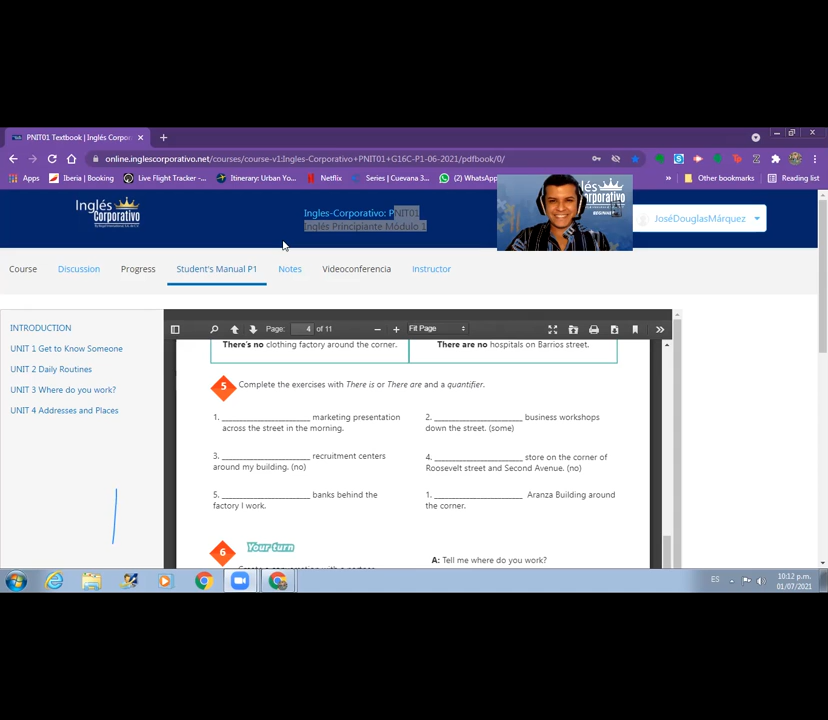 PNIT01 Textbook | Inglés Corpor
online.inglescorporativo.net/courses/course-v1:Ingles-Corporativo+PNIT01+G16C-P1-06-2021/pdfbook/0/
Apps
Iberia | Booking
Live Flight Tracker -...
Itinerary: Urban Yo...
Netflix
Series | Cuevana 3...
(2) WhatsApp
»
Other bookmarks
Reading list
Inglés
Corporativo
Ingles-Corporativo: PNIT01
Inglés Principiante Módulo 1
JoséDouglasMárquez
Course
Discussion
Progress
Student's Manual P1
Notes
Videoconferencia
Instructor
INTRODUCTION
UNIT 1 Get to Know Someone
UNIT 2 Daily Routines
UNIT 3 Where do you work?
UNIT 4 Addresses and Places
Page: 4 of 11
Fit Page
There's no clothing factory around the corner.
There are no hospitals on Barrios street.
5 Complete the exercises with There is or There are and a quantifier.
1. ______________________ marketing presentation
across the street in the morning.
2. ______________________ business workshops
down the street. (some)
3. ______________________ recruitment centers
around my building. (no)
4. ______________________ store on the corner of
Roosevelt street and Second Avenue. (no)
5. ______________________ banks behind the
factory I work.
1. ______________________ Aranza Building around
the corner.
6 Your turn
A: Tell me where do you work?
ES
10:12 p.m.
01/07/2021